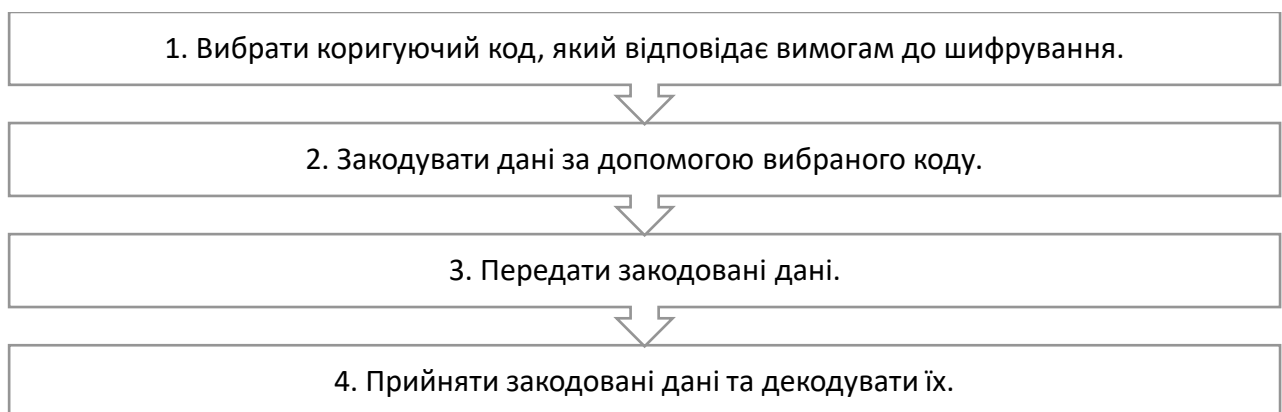 1. Вибрати коригуючий код, який відповідає вимогам до шифрування.
2. Закодувати дані за допомогою вибраного коду.
3. Передати закодовані дані.
4. Прийняти закодовані дані та декодувати їх.